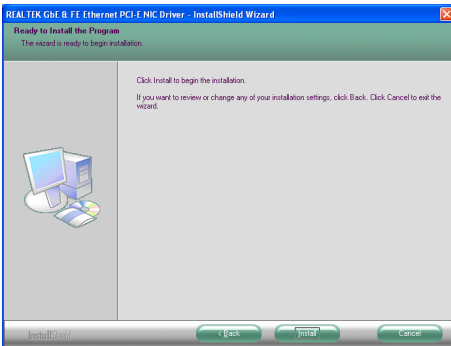 REALTEK GbE & FE Ethernet PCI-E NIC Driver - InstallShield Wizard
Ready to Install the Program
The wizard is ready to begin installation.
Click Install to begin the installation.
If you want to review or change any of your installation settings, click Back. Click Cancel to exit the
wizard.
InstallShield
< Back
Install
Cancel